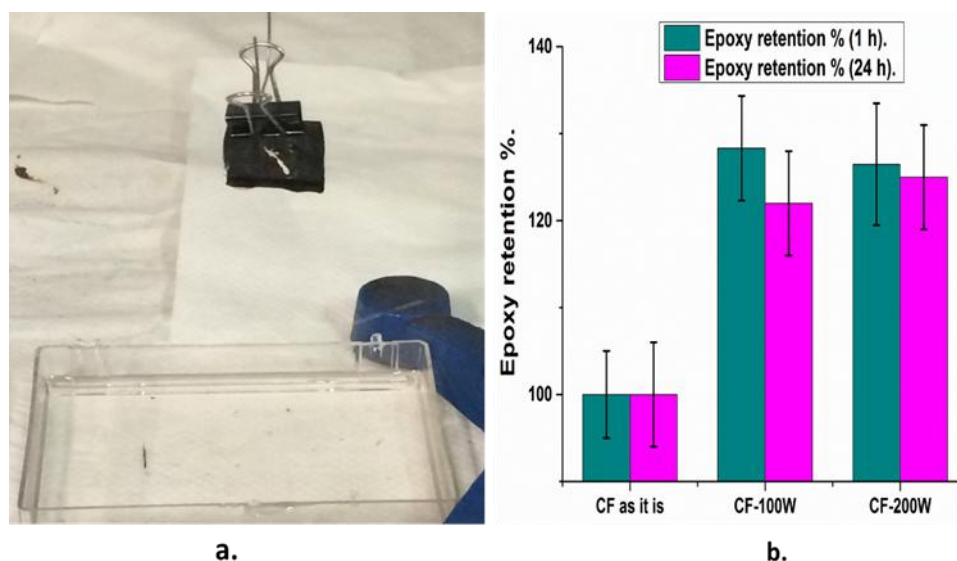 Epoxy retention % (1 h).
Epoxy retention % (24 h).
Epoxy retention %.
140
120
100
CF as it is
CF-100W
CF-200W
a.
b.